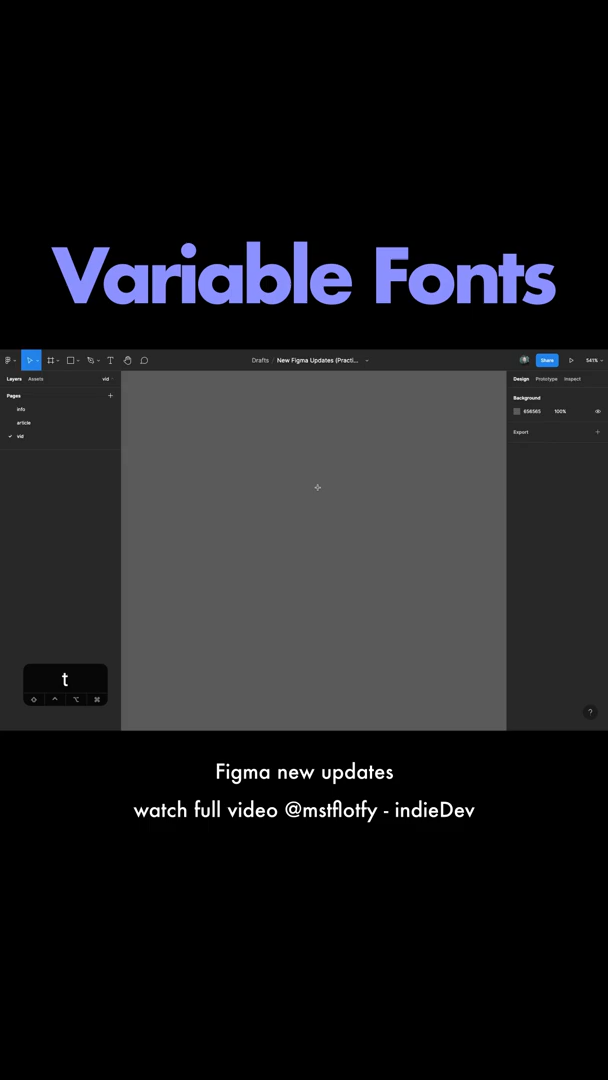 Variable Fonts
Drafts / New Figma Updates (Practi...
Share
541%
Layers Assets vid
Design Prototype Inspect
Pages
Background
info
656565 100%
article
vid
Export
t
?
Figma new updates
watch full video @mstflotfy - indieDev